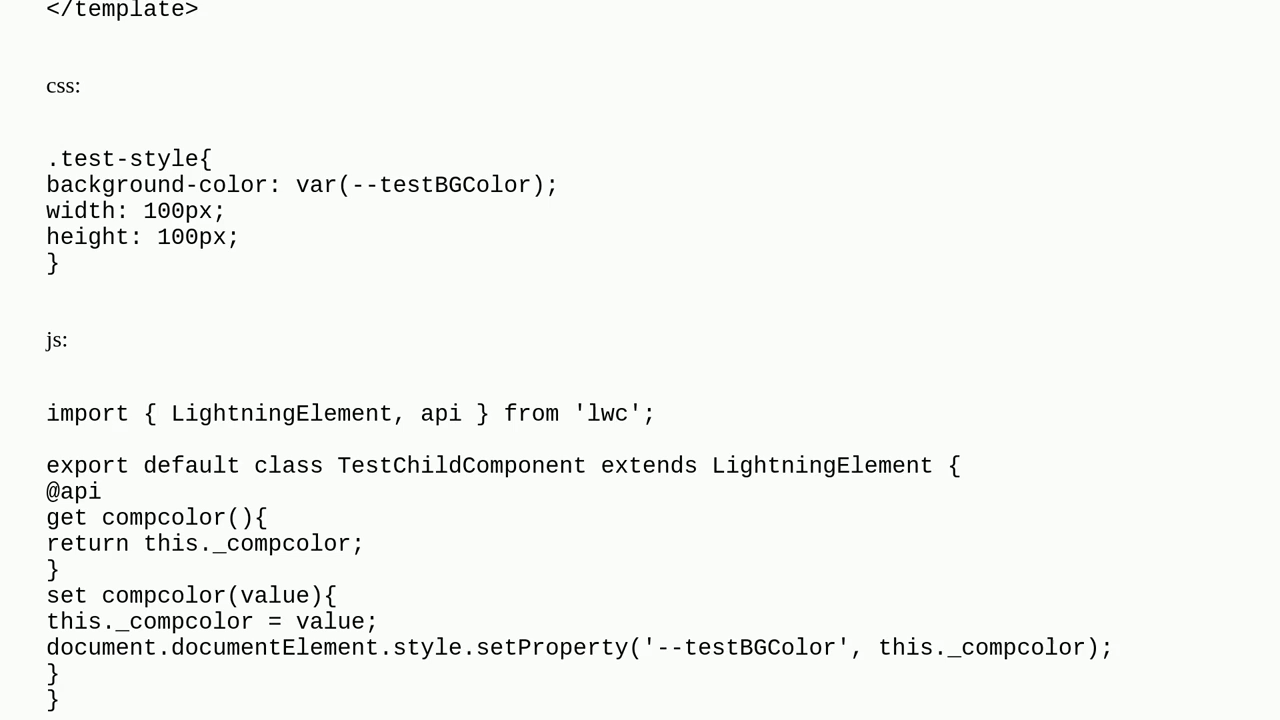 </template>
css:
.test-style{
background-color: var(--testBGColor);
width: 100px;
height: 100px;
}
js:
import { LightningElement, api } from 'lwc';
export default class TestChildComponent extends LightningElement {
@api
get compcolor(){
return this._compcolor;
}
set compcolor(value){
this._compcolor = value;
document.documentElement.style.setProperty('--testBGColor', this._compcolor);
}
}